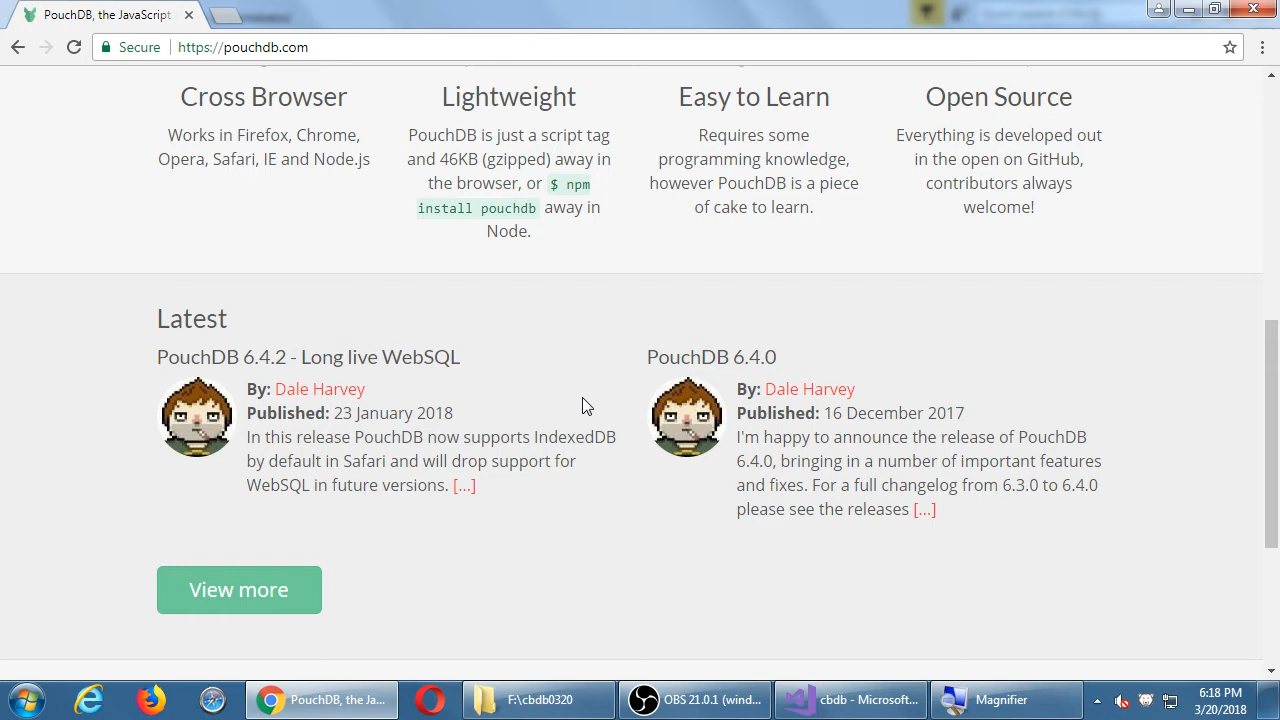 PouchDB, the JavaScript
Secure
https://pouchdb.com
Cross Browser
Works in Firefox, Chrome,
Opera, Safari, IE and Node.js
Lightweight
PouchDB is just a script tag
and 46KB (gzipped) away in
the browser, or $ npm
install pouchdb away in
Node.
Easy to Learn
Requires some
programming knowledge,
however PouchDB is a piece
of cake to learn.
Open Source
Everything is developed out
in the open on GitHub,
contributors always
welcome!
Latest
PouchDB 6.4.2 - Long live WebSQL
By: Dale Harvey
Published: 23 January 2018
In this release PouchDB now supports IndexedDB
by default in Safari and will drop support for
WebSQL in future versions. [...]
PouchDB 6.4.0
By: Dale Harvey
Published: 16 December 2017
I'm happy to announce the release of PouchDB
6.4.0, bringing in a number of important features
and fixes. For a full changelog from 6.3.0 to 6.4.0
please see the releases [...]
View more
PouchDB, the Ja...
F:\cbdb0320
OBS 21.0.1 (wind...
cbdb - Microsoft...
Magnifier
6:18 PM
3/20/2018